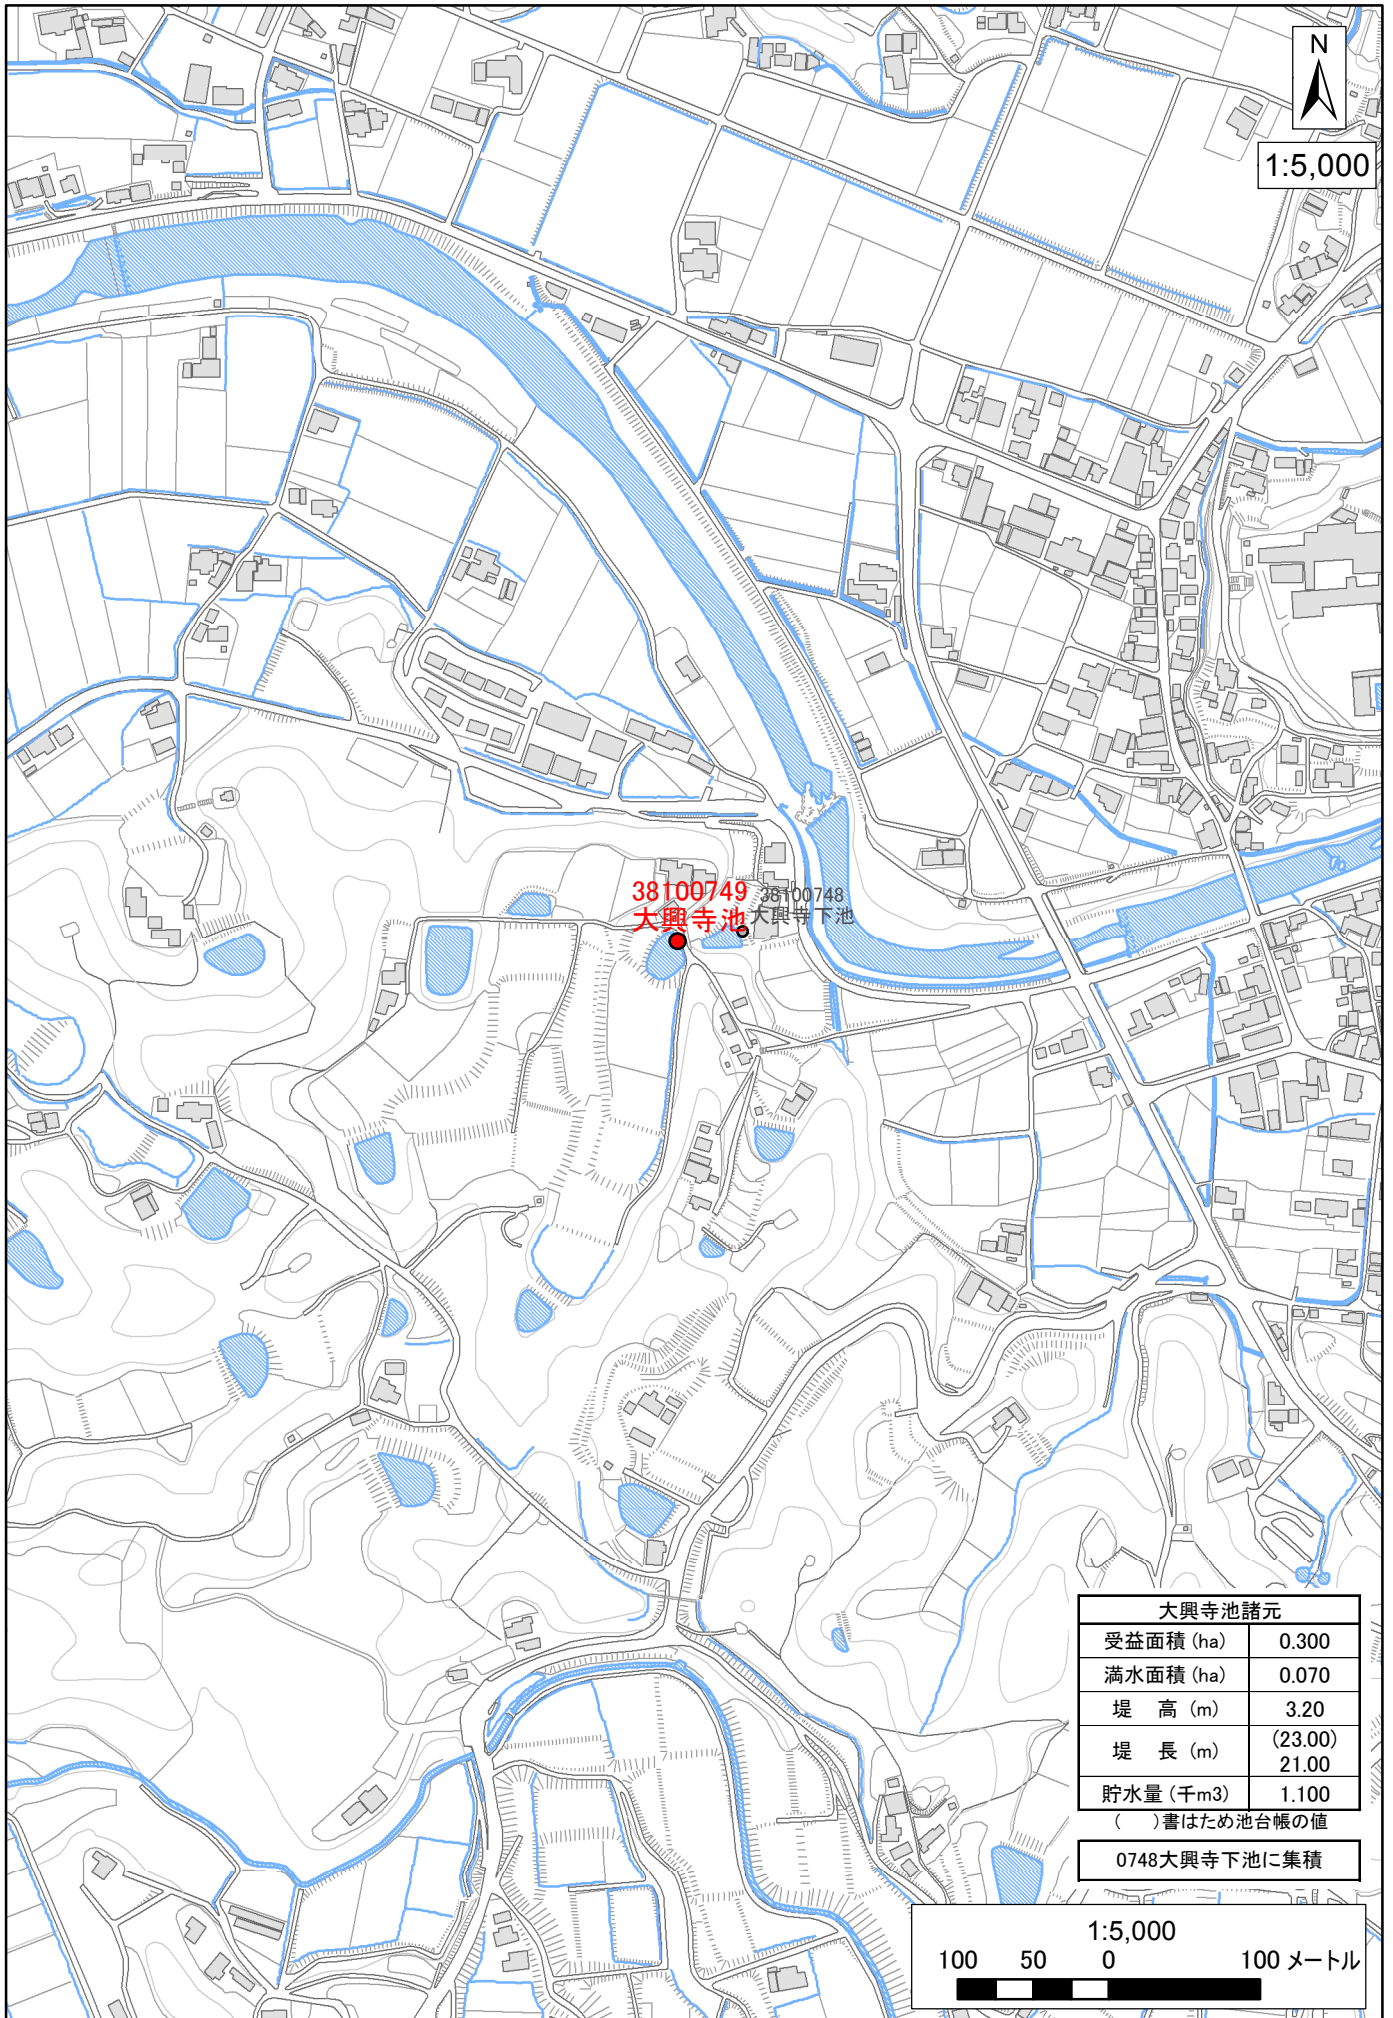 N
1:5,000
38100749
大興寺池
38100748
大興寺下池
大興寺池諸元
受益面積 (ha) 0.300
満水面積 (ha) 0.070
堤　高 (m) 3.20
堤　長 (m) (23.00)
21.00
貯水量 (千m3) 1.100
(　)書はため池台帳の値
0748大興寺下池に集積
1:5,000
100 50 0 100 メートル